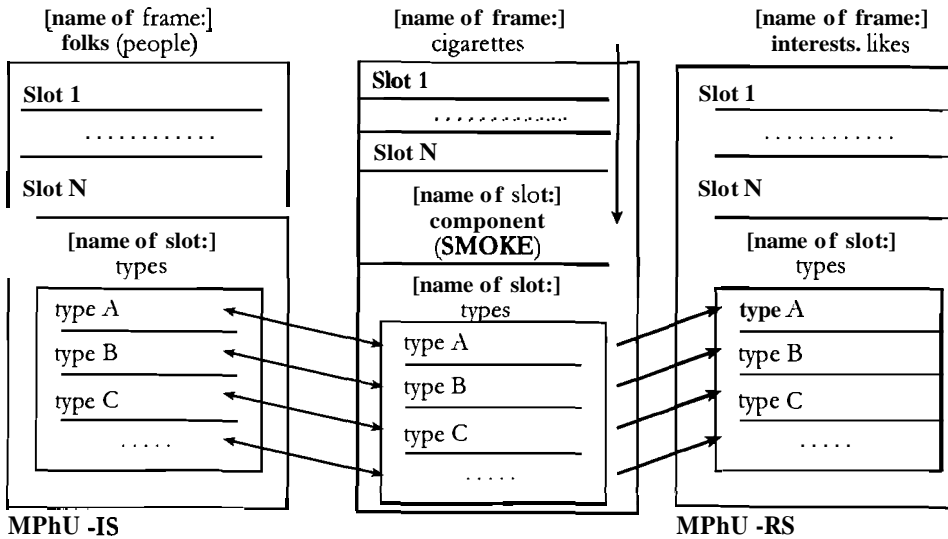 [name of frame:]
folks (people)
Slot 1
............
Slot N
[name of slot:]
types
type A
type B
type C
.....
MPhU -IS
[name of frame:]
cigarettes
Slot 1
..............
Slot N
[name of slot:]
component
(SMOKE)
[name of slot:]
types
type A
type B
type C
.....
[name of frame:]
interests. likes
Slot 1
............
Slot N
[name of slot:]
types
type A
type B
type C
.....
MPhU -RS